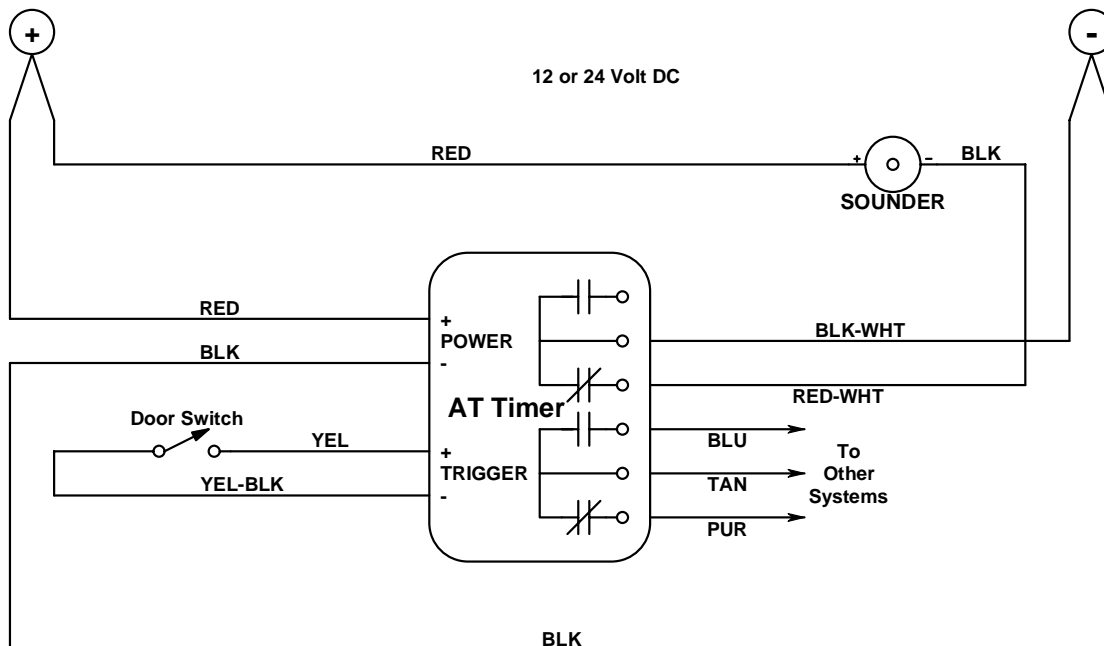 +
-
12 or 24 Volt DC
RED
+
-
BLK
SOUNDER
RED
+
POWER
-
BLK
BLK-WHT
RED-WHT
AT Timer
Door Switch
YEL
+
TRIGGER
-
YEL-BLK
BLU
TAN
PUR
To
Other
Systems
BLK